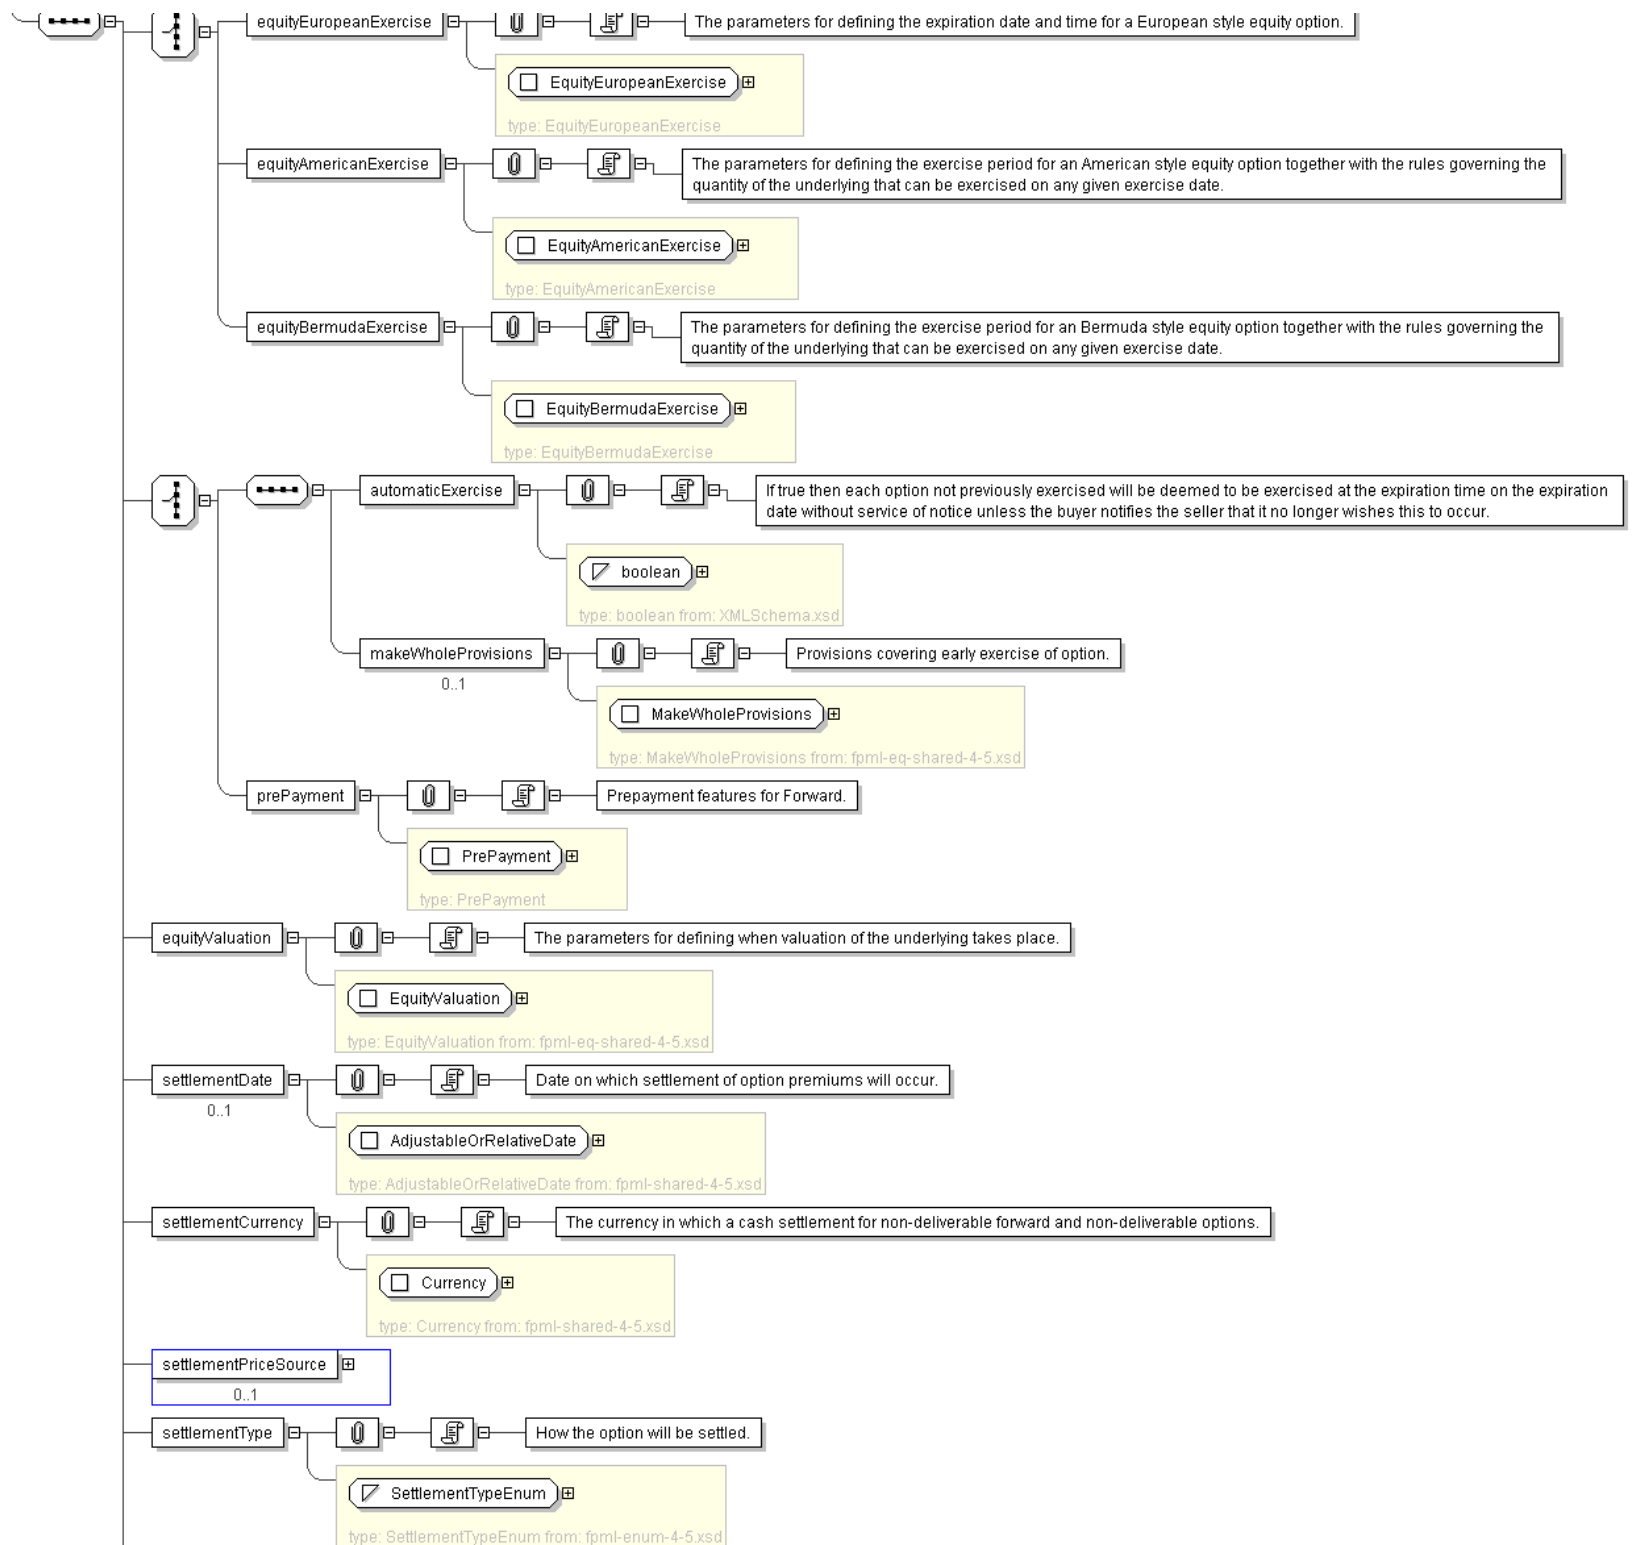 equityEuropeanExercise
The parameters for defining the expiration date and time for a European style equity option.
EquityEuropeanExercise
type: EquityEuropeanExercise
equityAmericanExercise
The parameters for defining the exercise period for an American style equity option together with the rules governing the
quantity of the underlying that can be exercised on any given exercise date.
EquityAmericanExercise
type: EquityAmericanExercise
equityBermudaExercise
The parameters for defining the exercise period for an Bermuda style equity option together with the rules governing the
quantity of the underlying that can be exercised on any given exercise date.
EquityBermudaExercise
type: EquityBermudaExercise
automaticExercise
If true then each option not previously exercised will be deemed to be exercised at the expiration time on the expiration
date without service of notice unless the buyer notifies the seller that it no longer wishes this to occur.
boolean
type: boolean from: XMLSchema.xsd
makeWholeProvisions
Provisions covering early exercise of option.
0..1
MakeWholeProvisions
type: MakeWholeProvisions from: fpml-eq-shared-4-5.xsd
prePayment
Prepayment features for Forward.
PrePayment
type: PrePayment
equityValuation
The parameters for defining when valuation of the underlying takes place.
EquityValuation
type: EquityValuation from: fpml-eq-shared-4-5.xsd
settlementDate
Date on which settlement of option premiums will occur.
0..1
AdjustableOrRelativeDate
type: AdjustableOrRelativeDate from: fpml-shared-4-5.xsd
settlementCurrency
The currency in which a cash settlement for non-deliverable forward and non-deliverable options.
Currency
type: Currency from: fpml-shared-4-5.xsd
settlementPriceSource
0..1
settlementType
How the option will be settled.
SettlementTypeEnum
type: SettlementTypeEnum from: fpml-enum-4-5.xsd